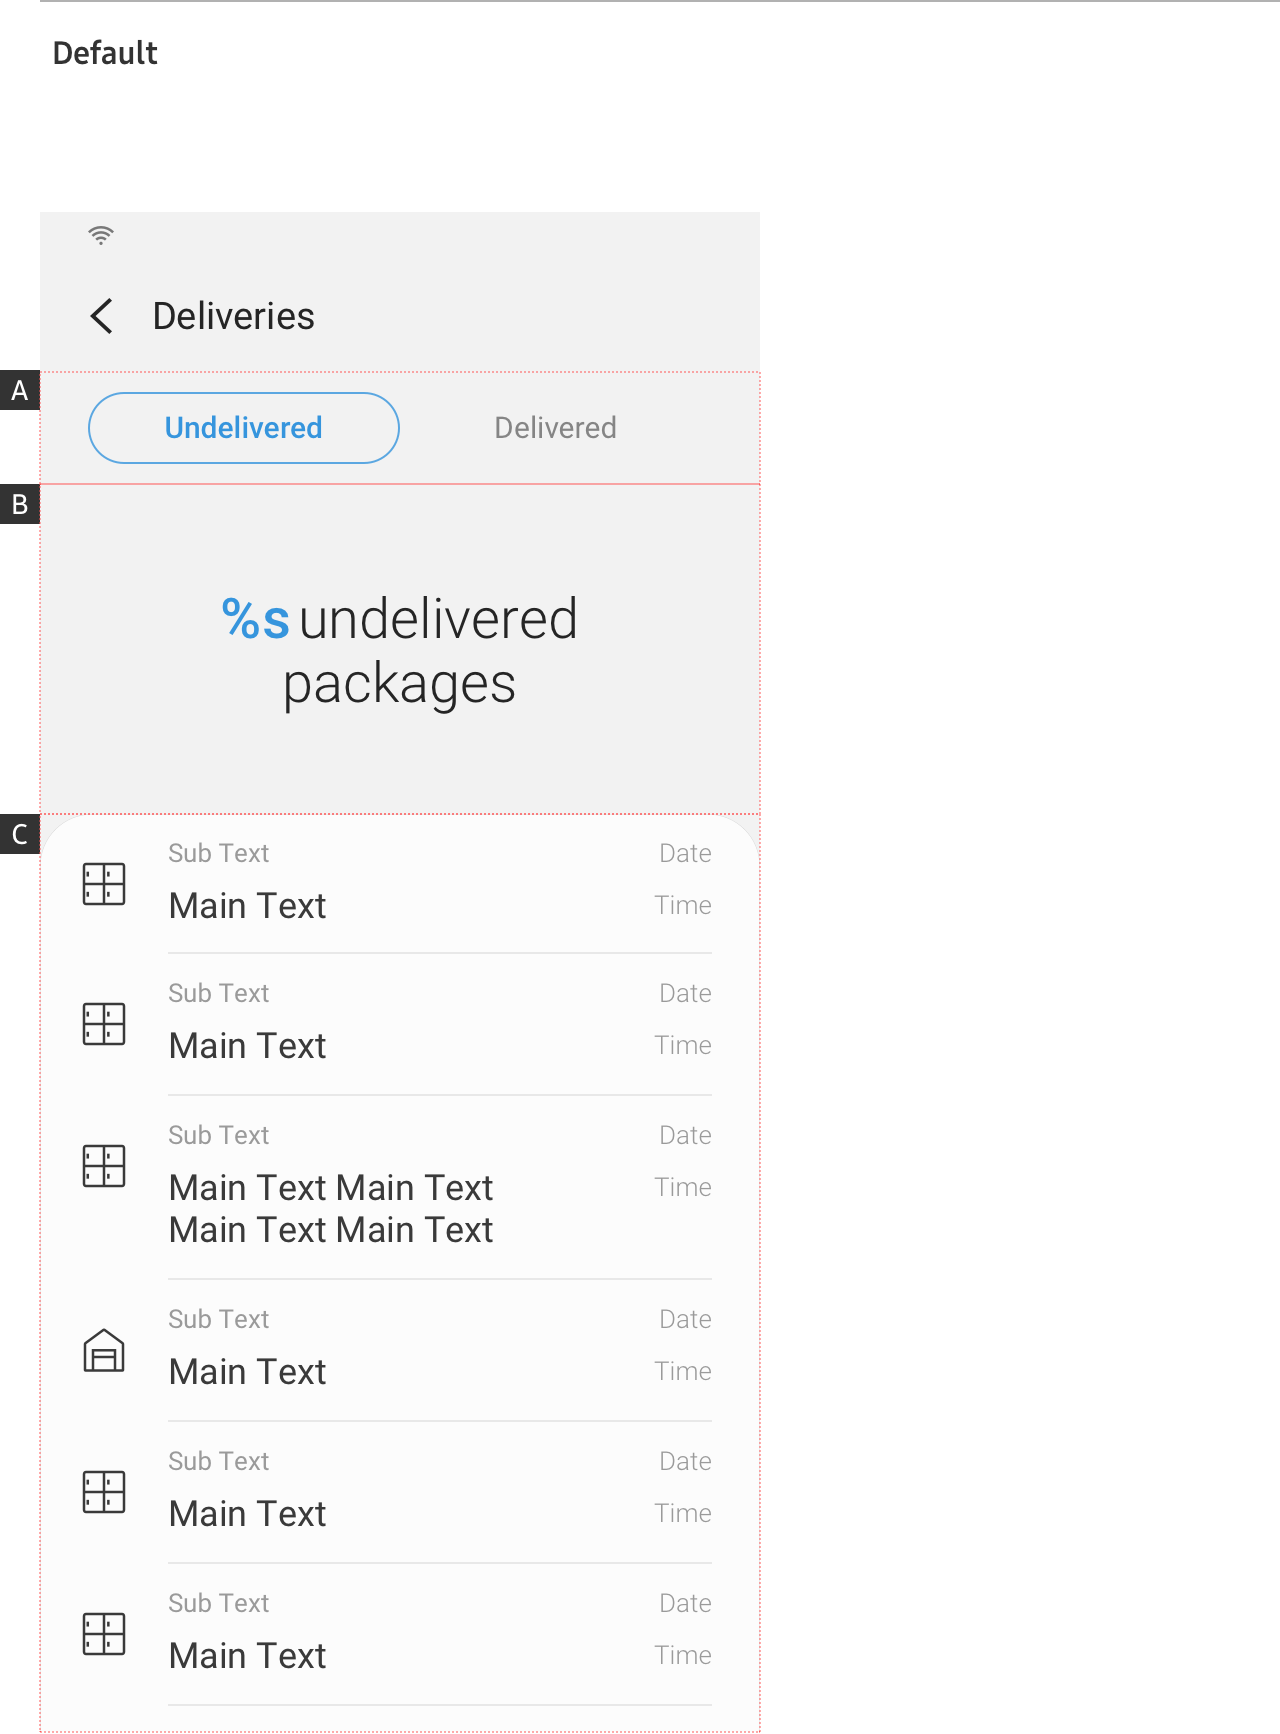 Default
Deliveries
A
Undelivered Delivered
B
%s undelivered
packages
C
Sub Text Date
Main Text Time
Sub Text Date
Main Text Time
Sub Text Date
Main Text Main Text Time
Main Text Main Text
Sub Text Date
Main Text Time
Sub Text Date
Main Text Time
Sub Text Date
Main Text Time